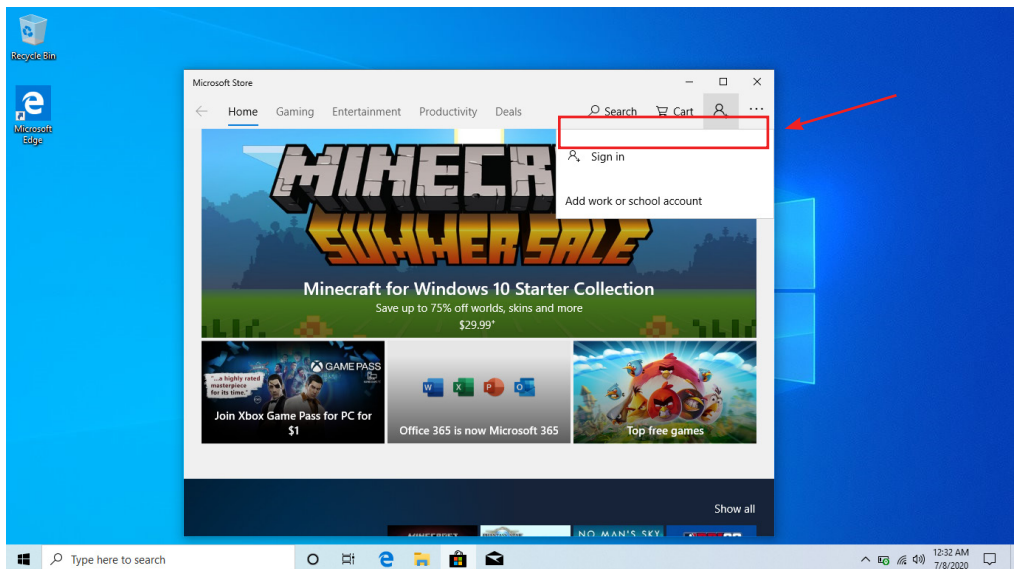 Recycle Bin
Microsoft
Edge
Microsoft Store
Home Gaming Entertainment Productivity Deals Search Cart
Sign in
Add work or school account
MINECR
SUMMER SALE
Minecraft for Windows 10 Starter Collection
Save up to 75% off worlds, skins and more
$29.99+
"...a highly rated
masterpiece
for its time."
GAME PASS
Join Xbox Game Pass for PC for
$1
Office 365 is now Microsoft 365
Top free games
Show all
MINECRAFT
NO MAN'S SKY
Type here to search
12:32 AM
7/8/2020